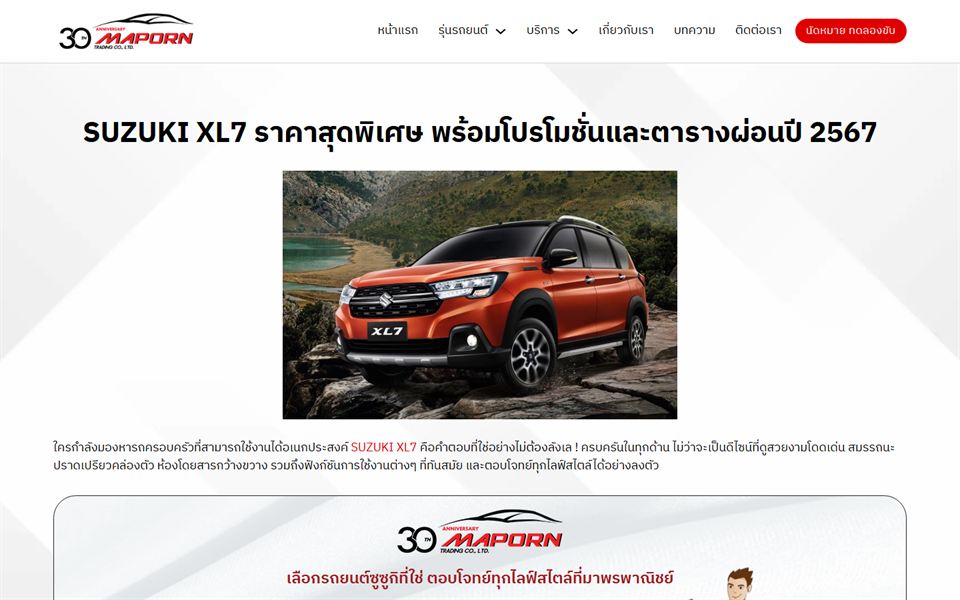 30TH ANNIVERSARY MAPORN TRADING CO., LTD.
หน้าแรก รุ่นรถยนต์ บริการ เกี่ยวกับเรา บทความ ติดต่อเรา นัดหมาย ทดลองขับ
SUZUKI XL7 ราคาสุดพิเศษ พร้อมโปรโมชั่นและตารางผ่อนปี 2567
XL7
ใครกำลังมองหารถครอบครัวที่สามารถใช้งานได้อเนกประสงค์ SUZUKI XL7 คือคำตอบที่ใช่อย่างไม่ต้องลังเล ! ครบครันในทุกด้าน ไม่ว่าจะเป็นดีไซน์ที่ดูสวยงามโดดเด่น สมรรถนะ
ปราดเปรียวคล่องตัว ห้องโดยสารกว้างขวาง รวมถึงฟังก์ชันการใช้งานต่างๆ ที่ทันสมัย และตอบโจทย์ทุกไลฟ์สไตล์ได้อย่างลงตัว
30TH ANNIVERSARY MAPORN TRADING CO., LTD.
เลือกรถยนต์ซูซูกิที่ใช่ ตอบโจทย์ทุกไลฟ์สไตล์ที่มาพรพาณิชย์